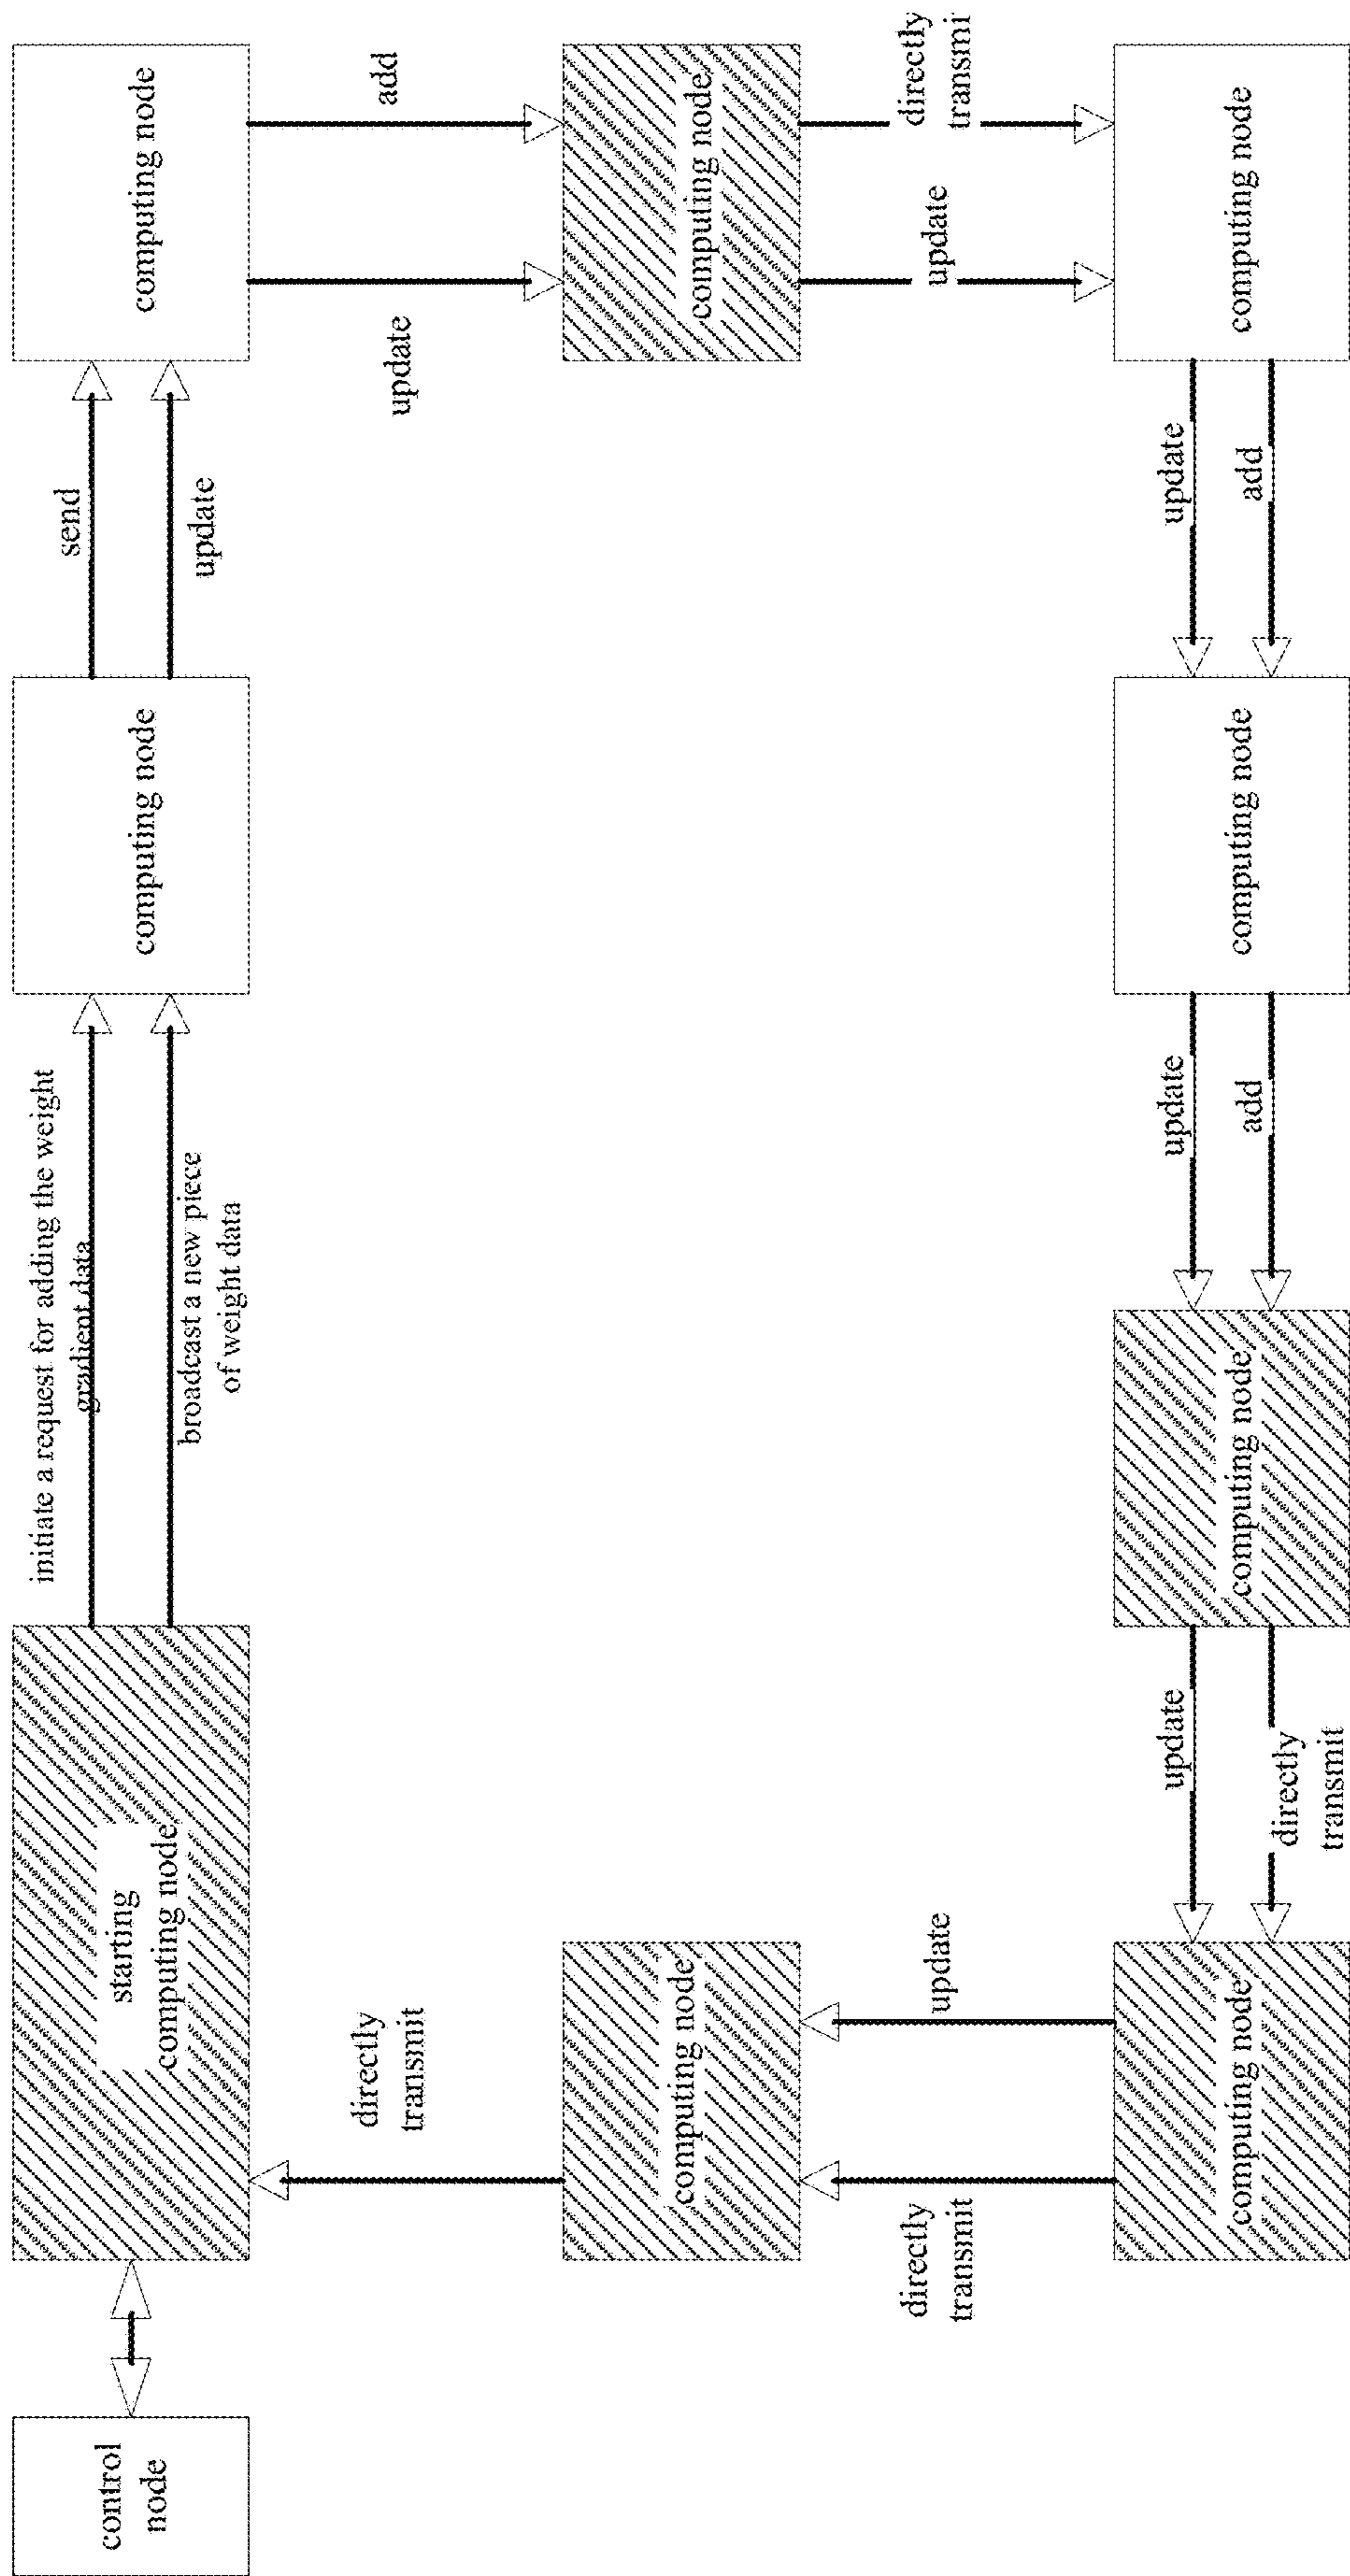 control
node
starting
computing node
initiate a request for adding the weight
gradient data
broadcast a new piece
of weight data
computing node
send
update
computing node
directly
transmit
update
add
computing node
computing node
directly
transmit
update
update
directly
transmi
computing node
update
directly
transmit
computing node
update
add
computing node
update
add
computing node